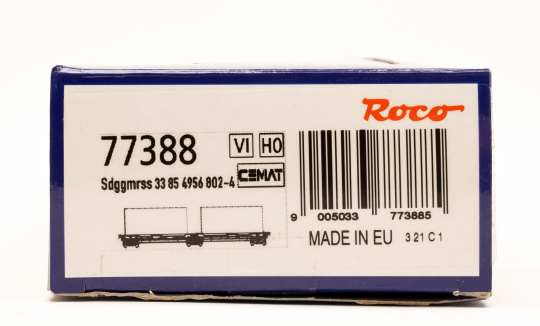 Roco
77388 VI H0
Sdggmrss 33 85 4956 802-4 CEMAT
9 005033 773885
MADE IN EU 3 21 C 1